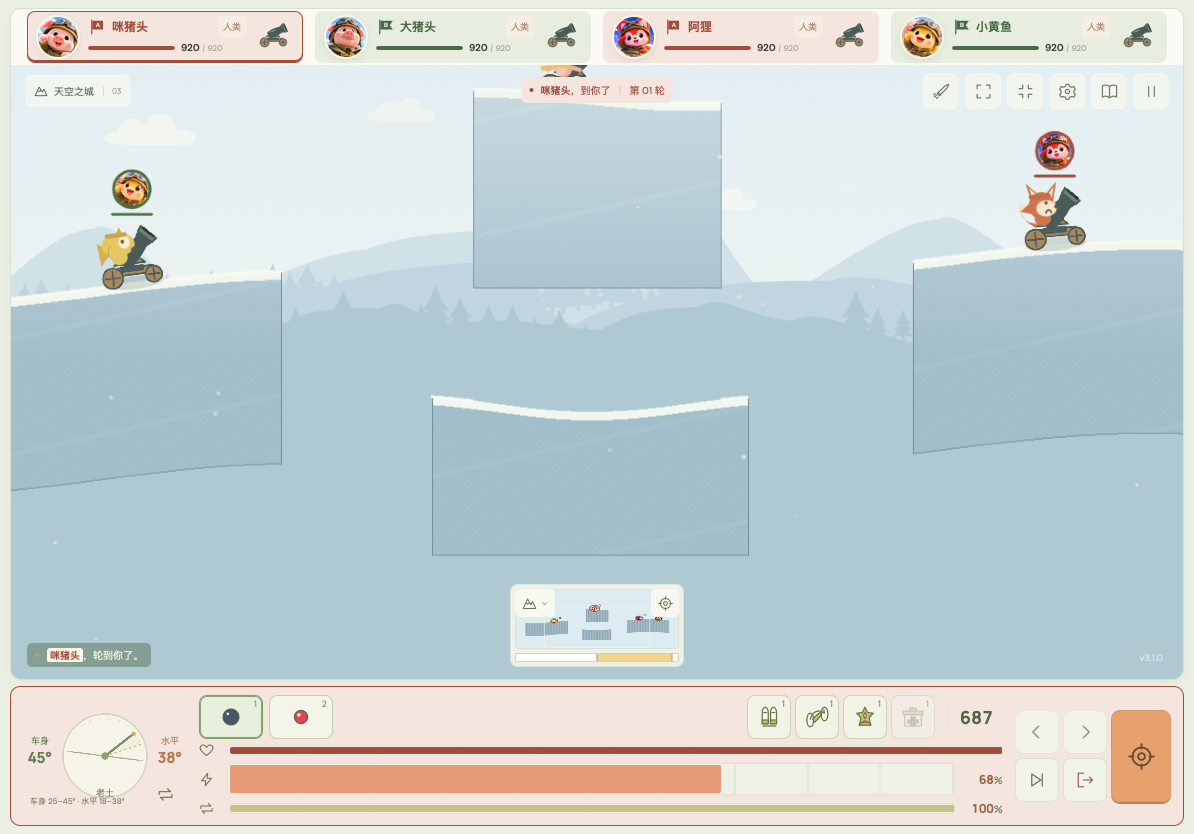 咪猪头 人类
920 / 920
大猪头 人类
920 / 920
阿狸 人类
920 / 920
小黄鱼 人类
920 / 920
天空之城 03
咪猪头，到你了 第 01 轮
咪猪头，轮到你了。
v3.1.0
车身
45°
水平
38°
老土
车身 25–45° · 水平 18–38°
1
2
1
1
1
1
687
68%
100%